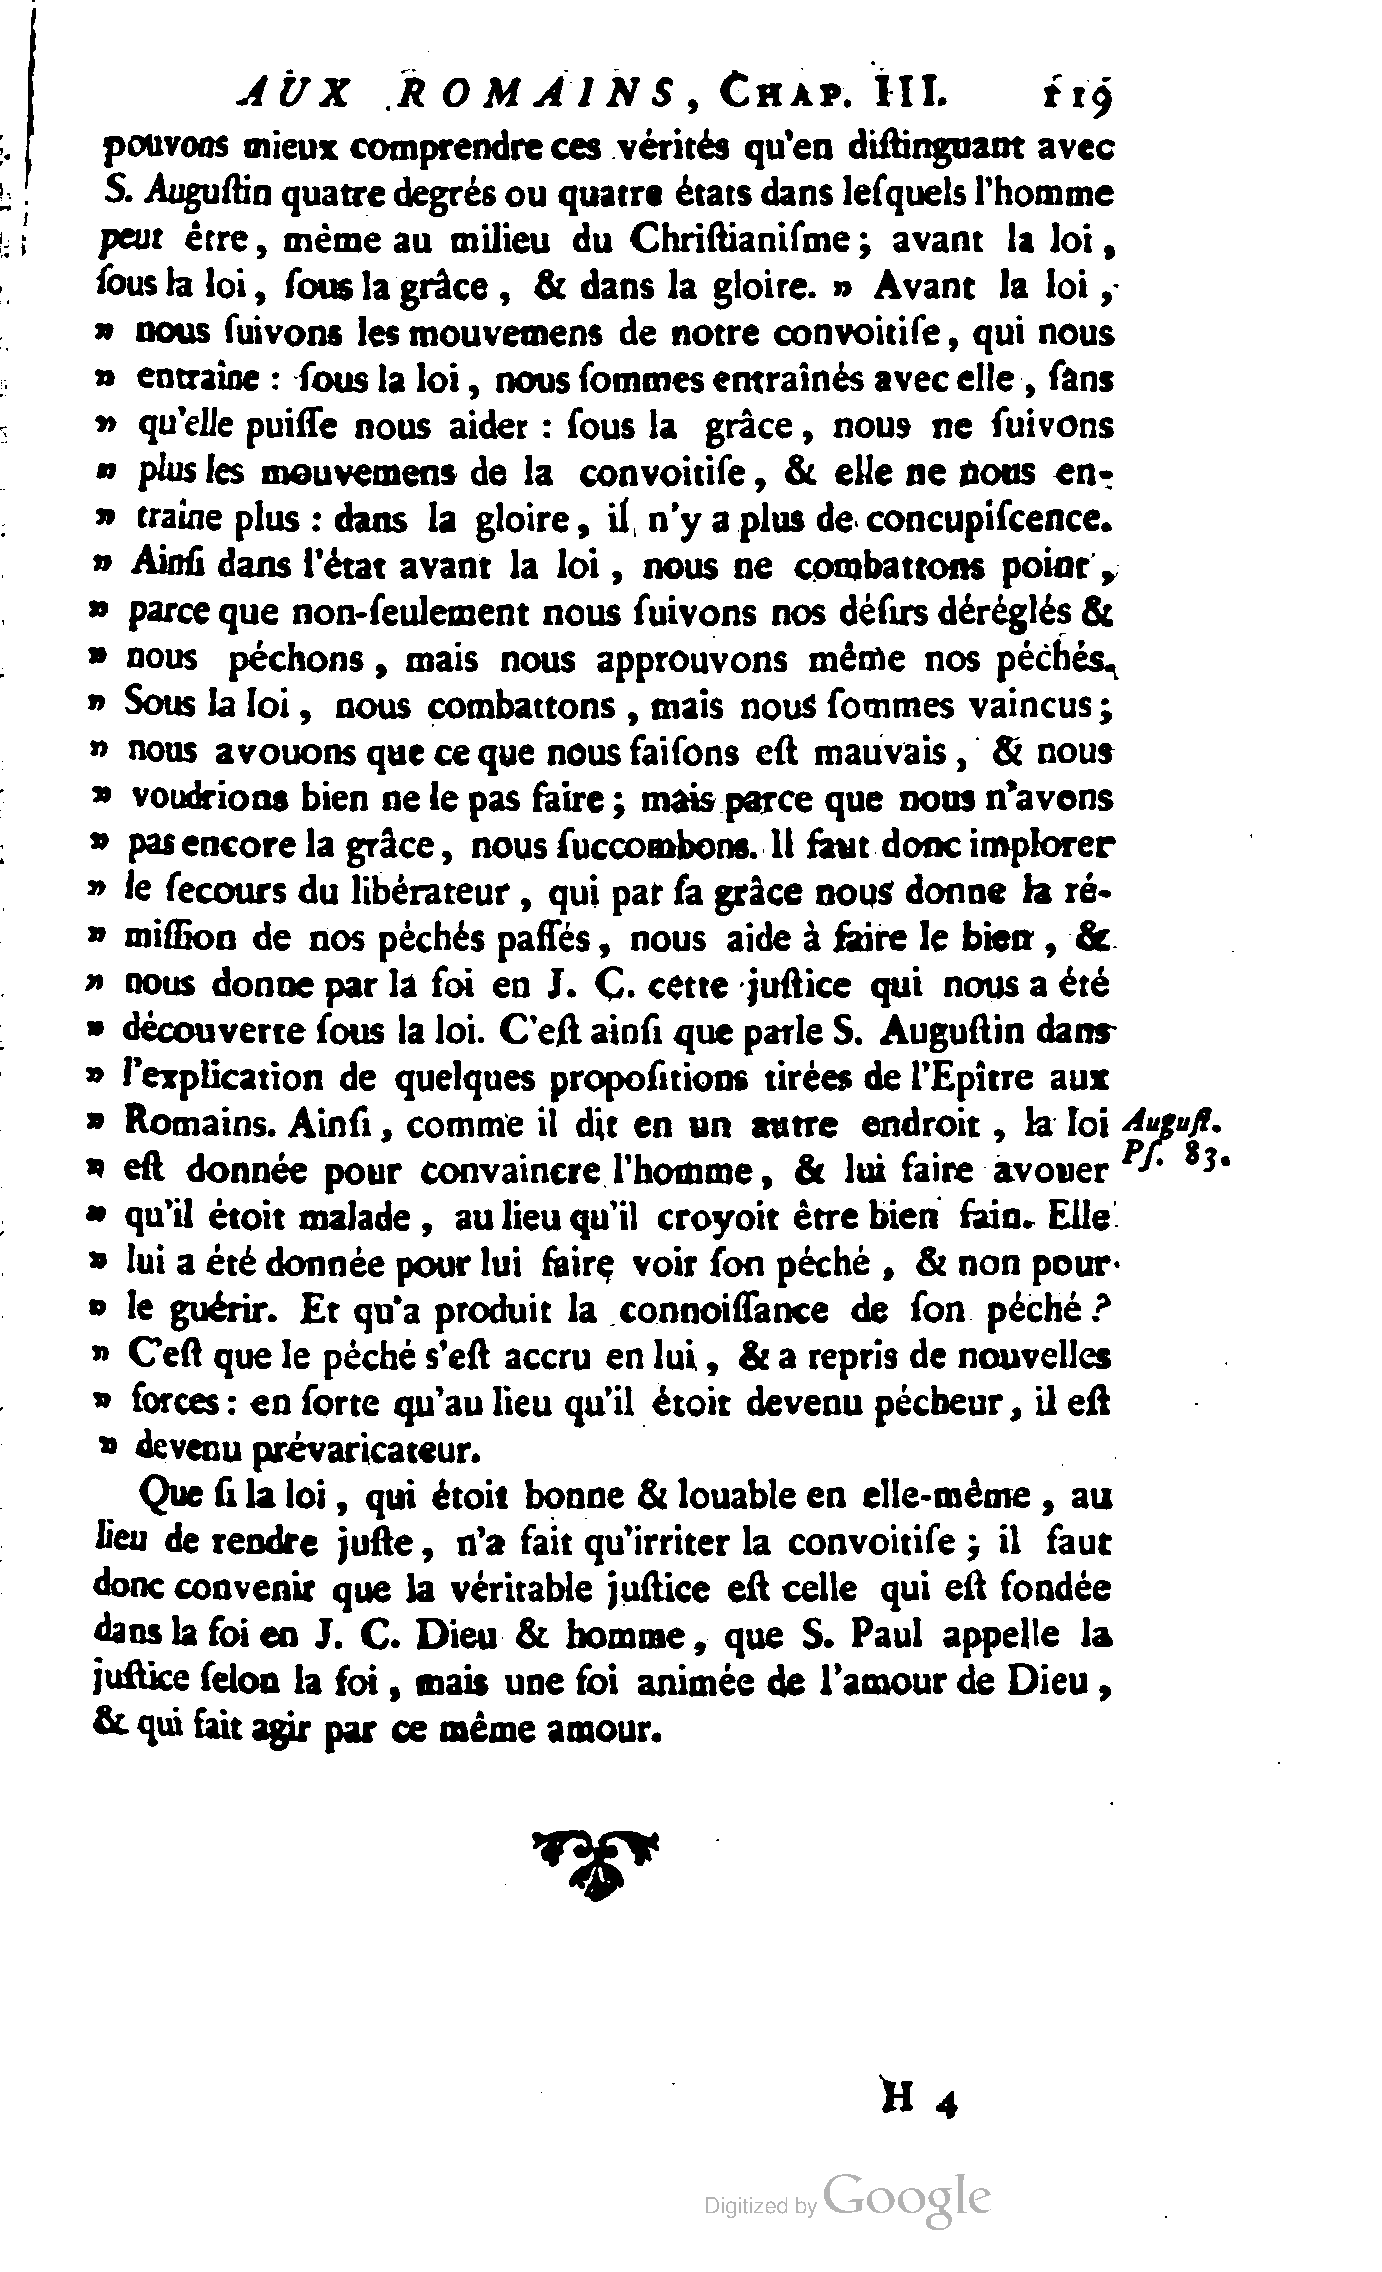 AUX ROMAINS, CHAP. III. 119
pouvons mieux comprendre ces vérités qu'en diſtinguant avec
S. Auguſtin quatre degrés ou quatre états dans leſquels l'homme
peut être, même au milieu du Chriſtianiſme ; avant la loi,
ſous la loi, ſous la grâce, & dans la gloire. » Avant la loi,
» nous ſuivons les mouvemens de notre convoitiſe, qui nous
» entraîne : ſous la loi, nous ſommes entraînés avec elle, ſans
» qu'elle puiſſe nous aider : ſous la grâce, nous ne ſuivons
» plus les mouvemens de la convoitiſe, & elle ne nous en-
» traîne plus : dans la gloire, il n'y a plus de concupiſcence.
» Ainſi dans l'état avant la loi, nous ne combattons point,
» parce que non-ſeulement nous ſuivons nos déſirs déréglés &
» nous péchons, mais nous approuvons même nos péchés.
» Sous la loi, nous combattons, mais nous ſommes vaincus ;
» nous avouons que ce que nous faiſons eſt mauvais, & nous
» voudrions bien ne le pas faire ; mais parce que nous n'avons
» pas encore la grâce, nous ſuccombons. Il faut donc implorer
» le ſecours du libérateur, qui par ſa grâce nous donne la ré-
» miſſion de nos péchés paſſés, nous aide à faire le bien, &
» nous donne par la foi en J. C. cette juſtice qui nous a été
» découverte ſous la loi. C'eſt ainſi que parle S. Auguſtin dans
» l'explication de quelques propoſitions tirées de l'Epître aux
» Romains. Ainſi, comme il dit en un autre endroit, la loi Auguſt.
» eſt donnée pour convaincre l'homme, & lui faire avouer Pſ. 83.
» qu'il étoit malade, au lieu qu'il croyoit être bien ſain. Elle
» lui a été donnée pour lui faire voir ſon péché, & non pour
» le guérir. Et qu'a produit la connoiſſance de ſon péché ?
» C'eſt que le péché s'eſt accru en lui, & a repris de nouvelles
» forces : en ſorte qu'au lieu qu'il étoit devenu pécheur, il eſt
» devenu prévaricateur.
Que ſi la loi, qui étoit bonne & louable en elle-même, au
lieu de rendre juſte, n'a fait qu'irriter la convoitiſe ; il faut
donc convenir que la véritable juſtice eſt celle qui eſt fondée
dans la foi en J. C. Dieu & homme, que S. Paul appelle la
juſtice ſelon la foi, mais une foi animée de l'amour de Dieu,
& qui fait agir par ce même amour.
H 4
Digitized by Google